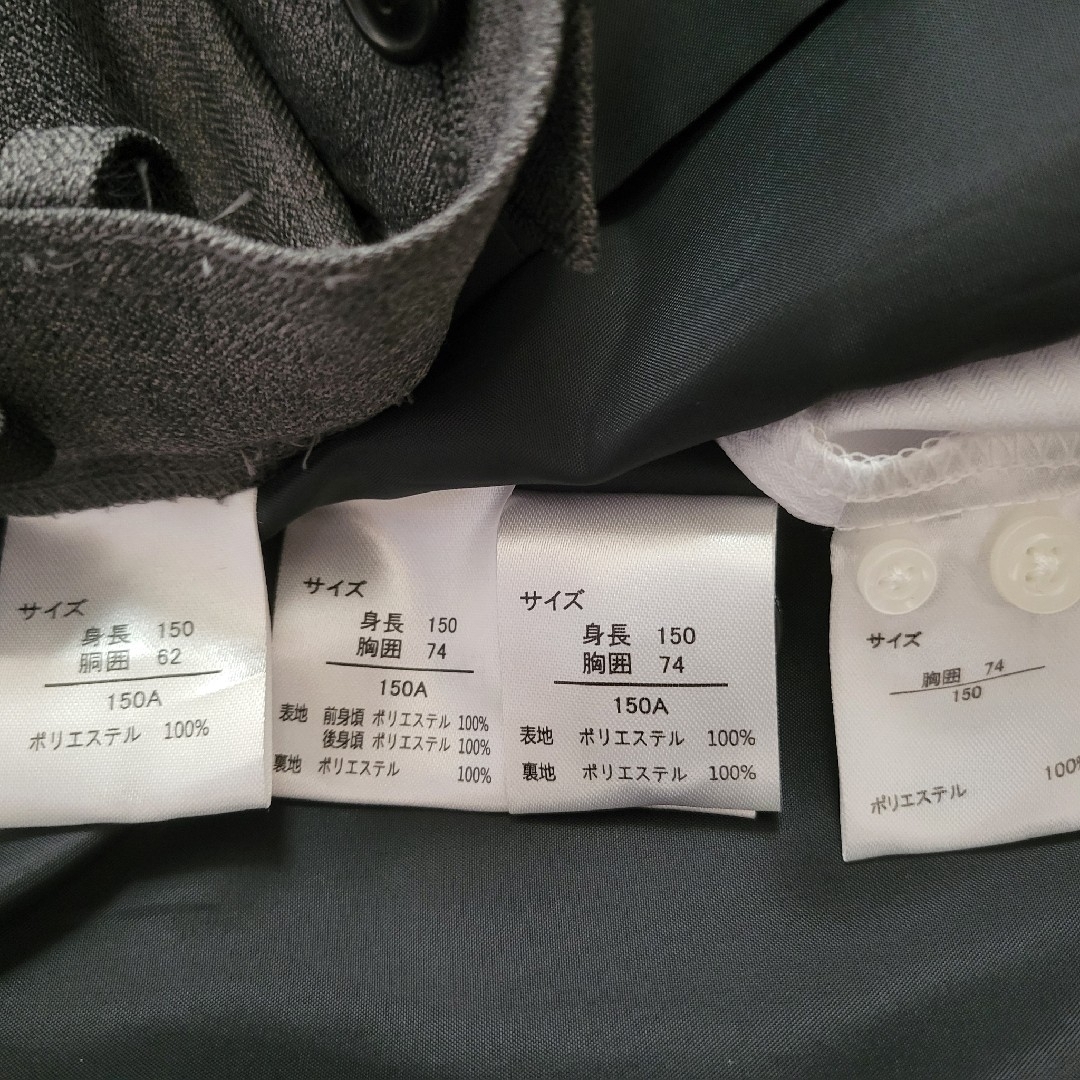 サイズ
身長 150
胴囲 62
150A
ポリエステル 100%
サイズ
身長 150
胸囲 74
150A
表地 前身頃 ポリエステル 100%
後身頃 ポリエステル 100%
裏地 ポリエステル 100%
サイズ
身長 150
胸囲 74
150A
表地 ポリエステル 100%
裏地 ポリエステル 100%
サイズ
胸囲 74
150
ポリエステル 100%